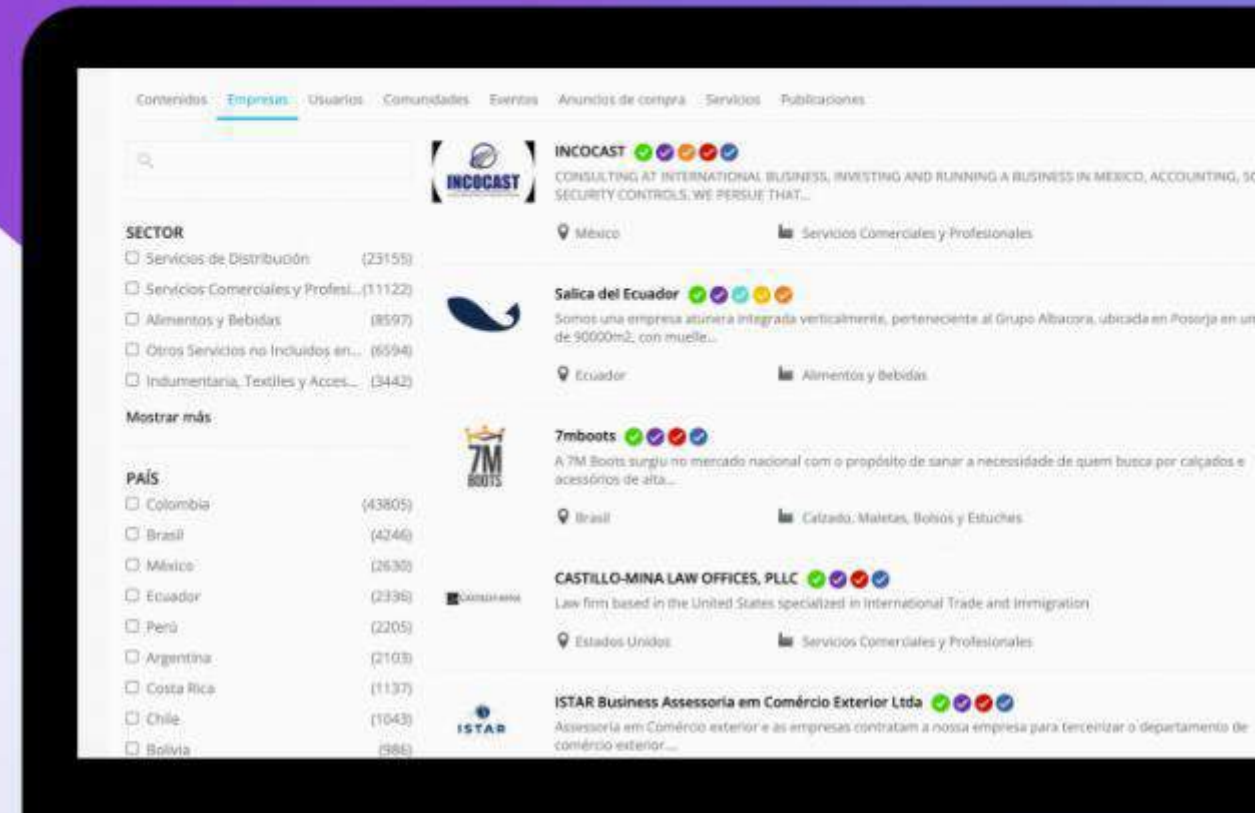 Contenidos Empresas Usuarios Comunidades Eventos Anuncios de compra Servicios Publicaciones
SECTOR
Servicios de Distribución (23155)
Servicios Comerciales y Profesi... (11122)
Alimentos y Bebidas (8597)
Otros Servicios no Incluidos en... (6594)
Indumentaria, Textiles y Acces... (3442)
Mostrar más
PAÍS
Colombia (43805)
Brasil (4246)
México (2630)
Ecuador (2336)
Perú (2205)
Argentina (2103)
Costa Rica (1137)
Chile (1043)
Bolivia (986)
INCOCAST
INCOCAST
CONSULTING AT INTERNATIONAL BUSINESS, INVESTING AND RUNNING A BUSINESS IN MEXICO, ACCOUNTING, SO
SECURITY CONTROLS. WE PERSUE THAT...
México Servicios Comerciales y Profesionales
Salica del Ecuador
Somos una empresa atunera integrada verticalmente, perteneciente al Grupo Albacora, ubicada en Posorja en un
de 90000m2, con muelle...
Ecuador Alimentos y Bebidas
7M
BOOTS
7mboots
A 7M Boots surgiu no mercado nacional com o propósito de sanar a necessidade de quem busca por calçados e
acessórios de alta...
Brasil Calzado, Maletas, Bolsos y Estuches
CASTILLO-MINA LAW OFFICES, PLLC
Law firm based in the United States specialized in International Trade and Immigration
Estados Unidos Servicios Comerciales y Profesionales
ISTAR
ISTAR Business Assessoria em Comércio Exterior Ltda
Assessoria em Comércio exterior e as empresas contratam a nossa empresa para terceirizar o departamento de
comércio exterior...